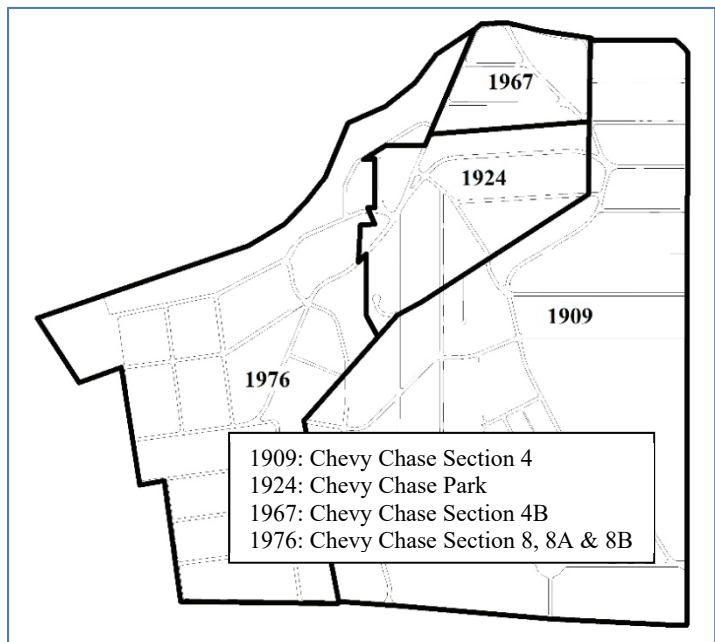 1967
1924
1909
1976
1909: Chevy Chase Section 4
1924: Chevy Chase Park
1967: Chevy Chase Section 4B
1976: Chevy Chase Section 8, 8A & 8B